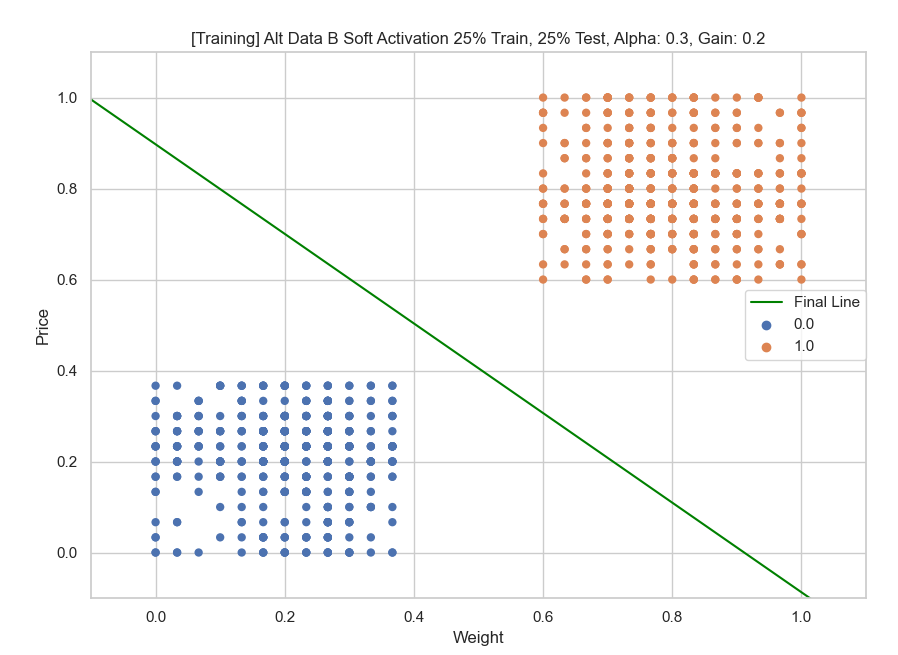 [Training] Alt Data B Soft Activation 25% Train, 25% Test, Alpha: 0.3, Gain: 0.2
1.0
0.8
0.6
0.4
0.2
0.0
Price
Final Line
0.0
1.0
0.0 0.2 0.4 0.6 0.8 1.0
Weight